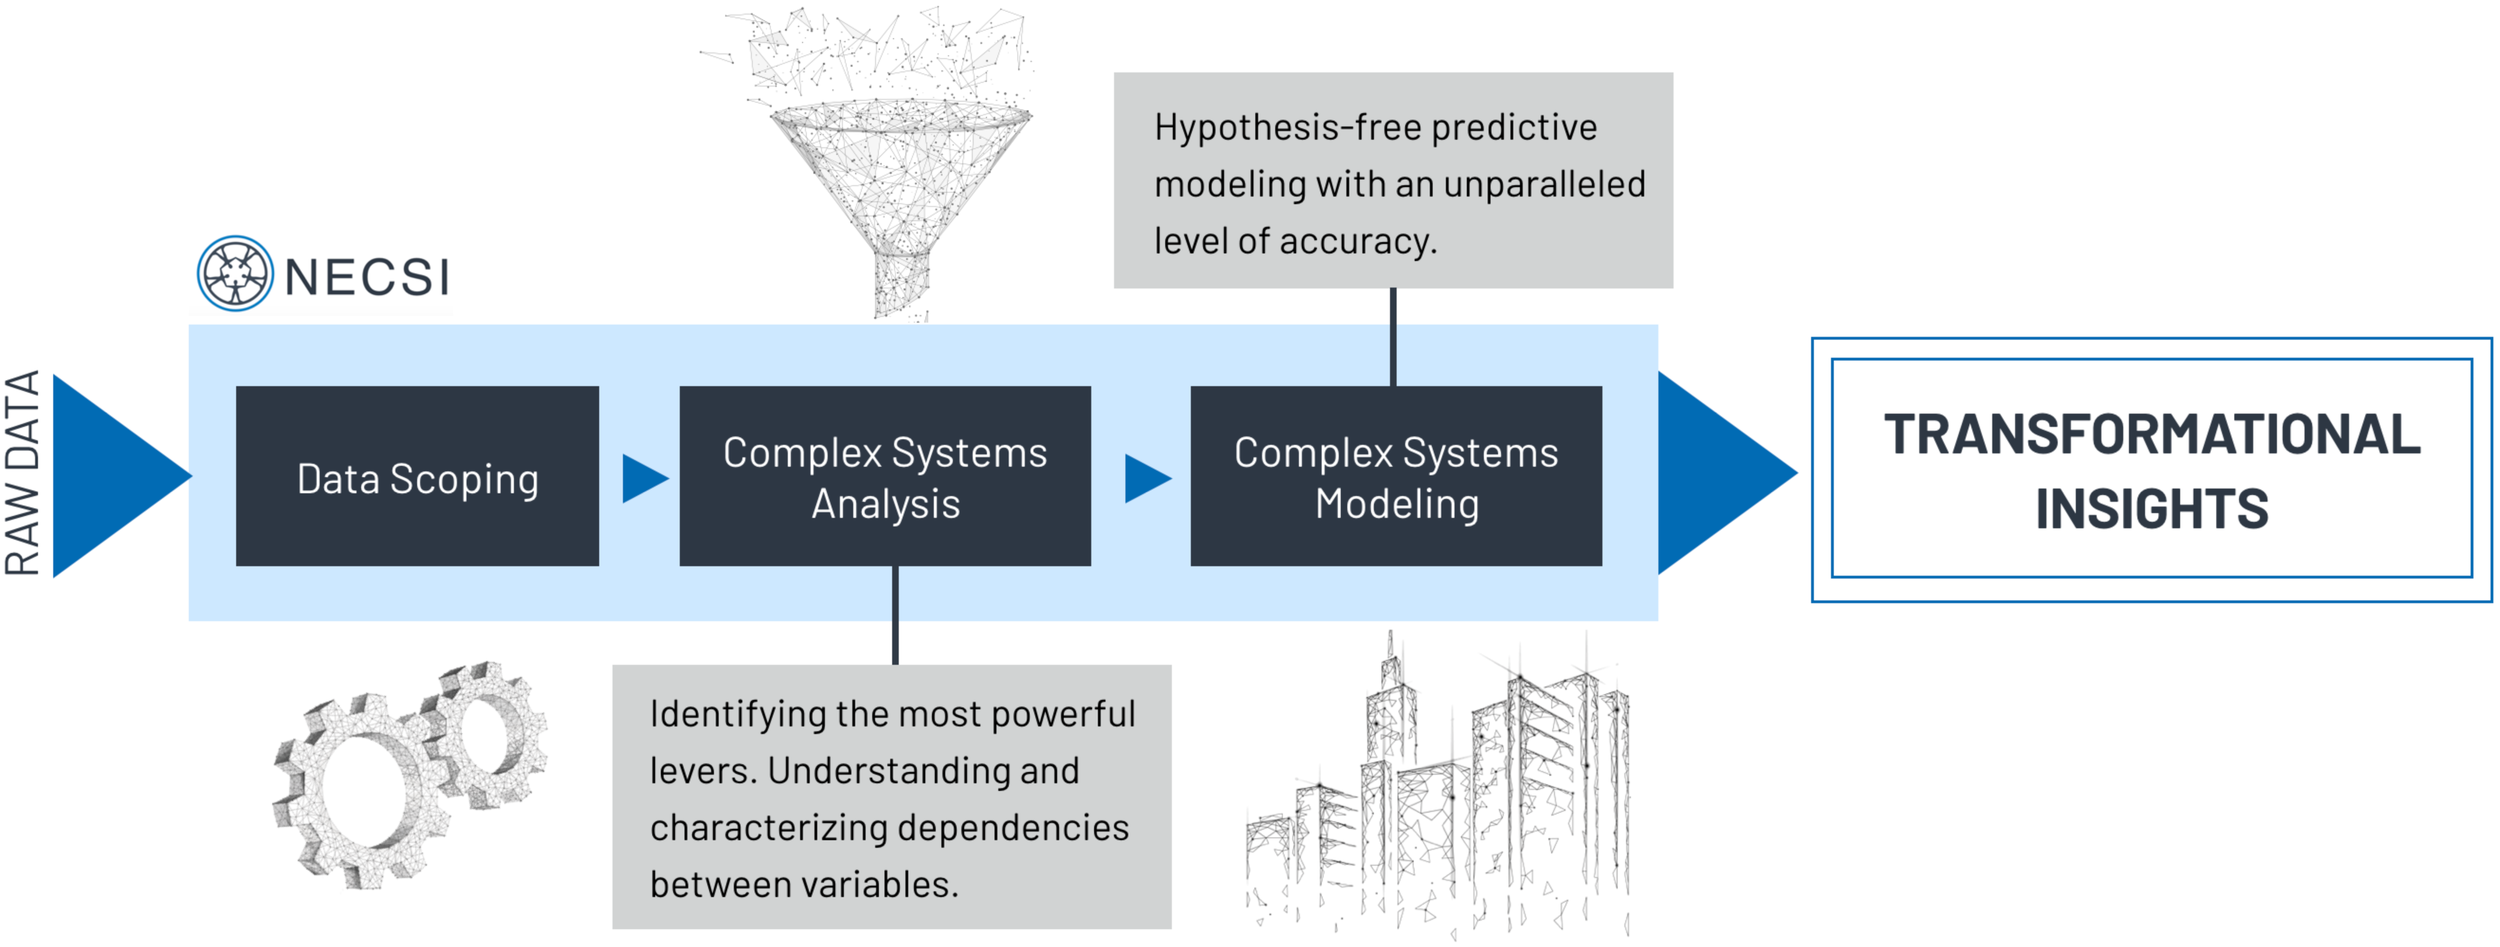 NECSI
RAW DATA
Data Scoping
Complex Systems
Analysis
Complex Systems
Modeling
Hypothesis-free predictive
modeling with an unparalleled
level of accuracy.
Identifying the most powerful
levers. Understanding and
characterizing dependencies
between variables.
TRANSFORMATIONAL
INSIGHTS